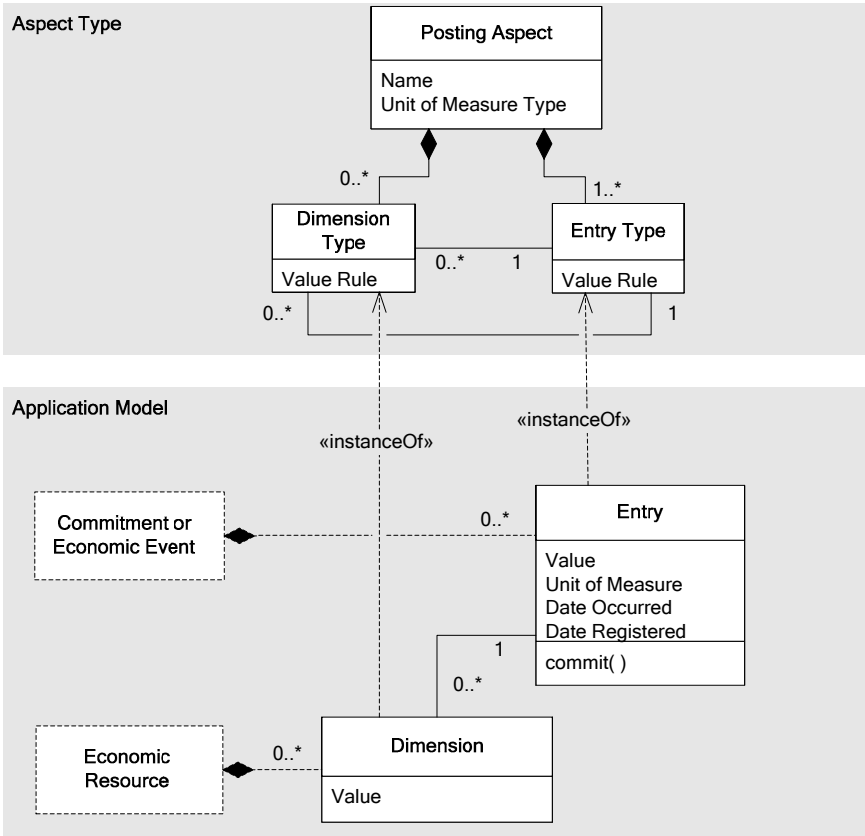 Aspect Type
Posting Aspect
Name
Unit of Measure Type
0..*
1..*
Dimension
Type
Value Rule
Entry Type
Value Rule
0..*
1
0..*
1
Application Model
«instanceOf»
«instanceOf»
Commitment or
Economic Event
0..*
Entry
Value
Unit of Measure
Date Occurred
Date Registered
commit( )
1
0..*
Economic
Resource
0..*
Dimension
Value